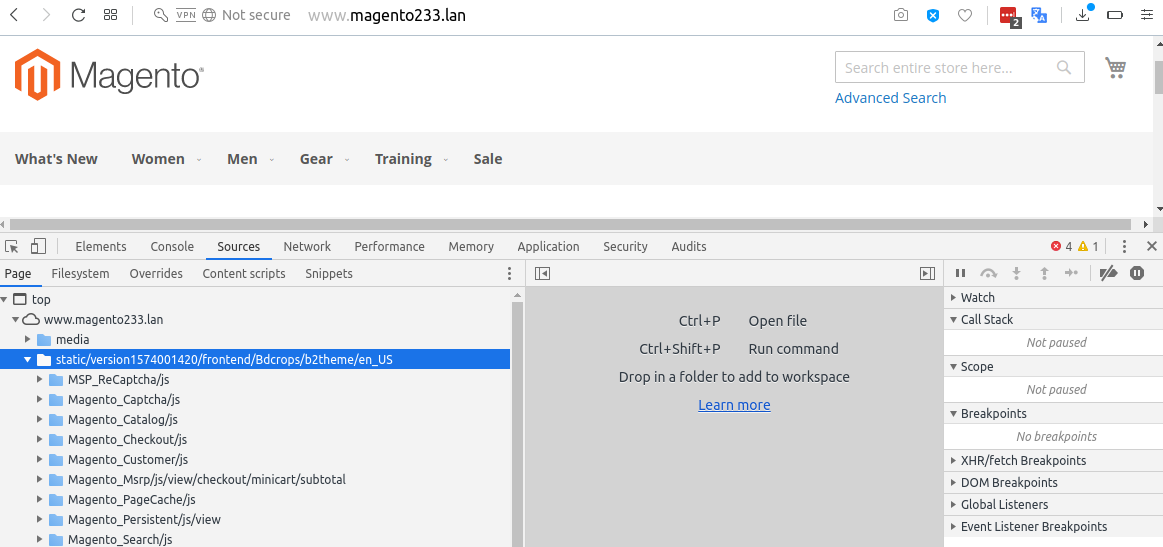 VPN Not secure www.magento233.lan 2
Magento®
Search entire store here...
Advanced Search
What's New Women Men Gear Training Sale
Elements Console Sources Network Performance Memory Application Security Audits 4 1
Page Filesystem Overrides Content scripts Snippets
top
www.magento233.lan
media
static/version1574001420/frontend/Bdcrops/b2theme/en_US
MSP_ReCaptcha/js
Magento_Captcha/js
Magento_Catalog/js
Magento_Checkout/js
Magento_Customer/js
Magento_Msrp/js/view/checkout/minicart/subtotal
Magento_PageCache/js
Magento_Persistent/js/view
Magento_Search/js
Ctrl+P Open file
Ctrl+Shift+P Run command
Drop in a folder to add to workspace
Learn more
Watch
Call Stack
Not paused
Scope
Not paused
Breakpoints
No breakpoints
XHR/fetch Breakpoints
DOM Breakpoints
Global Listeners
Event Listener Breakpoints